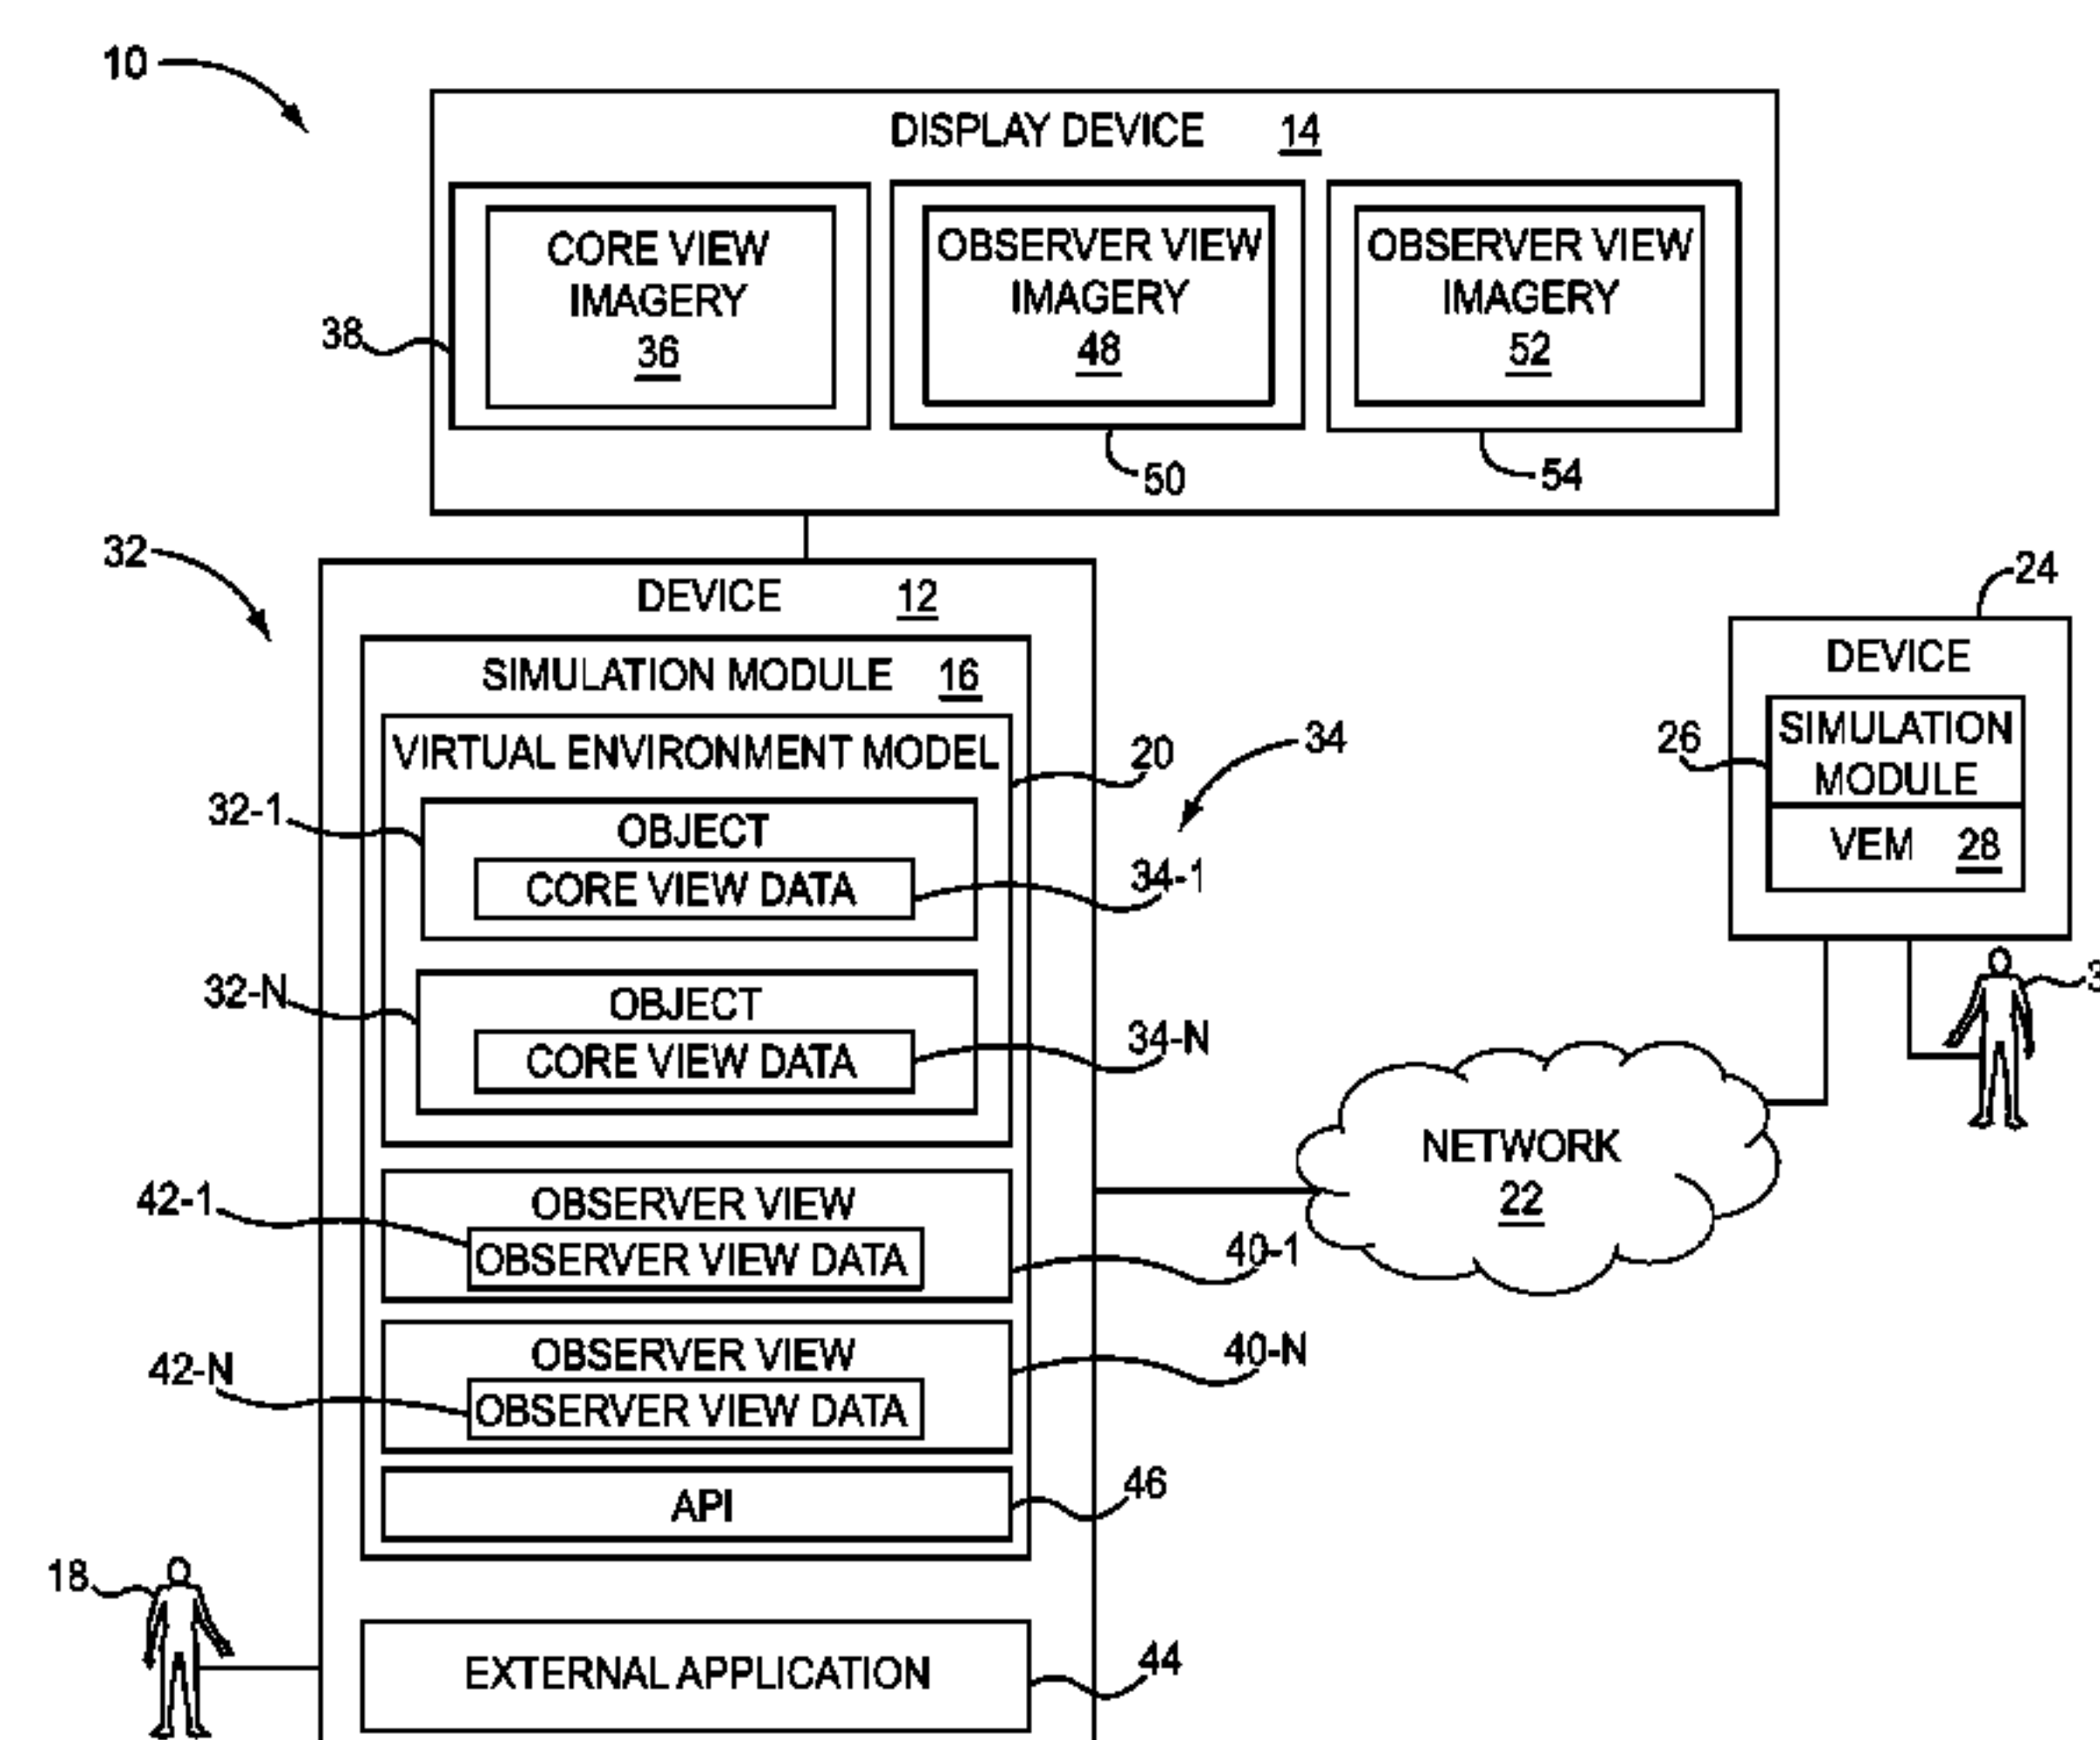 10
DISPLAY DEVICE 14
CORE VIEW
IMAGERY
36
OBSERVER VIEW
IMAGERY
48
OBSERVER VIEW
IMAGERY
52
38
50
54
32
DEVICE 12
24
DEVICE
SIMULATION MODULE 16
26
SIMULATION
MODULE
VEM 28
VIRTUAL ENVIRONMENT MODEL
20
34
32-1
OBJECT
CORE VIEW DATA
34-1
32-N
OBJECT
CORE VIEW DATA
34-N
NETWORK
22
42-1
OBSERVER VIEW
OBSERVER VIEW DATA
40-1
42-N
OBSERVER VIEW
OBSERVER VIEW DATA
40-N
API
46
18
EXTERNAL APPLICATION
44